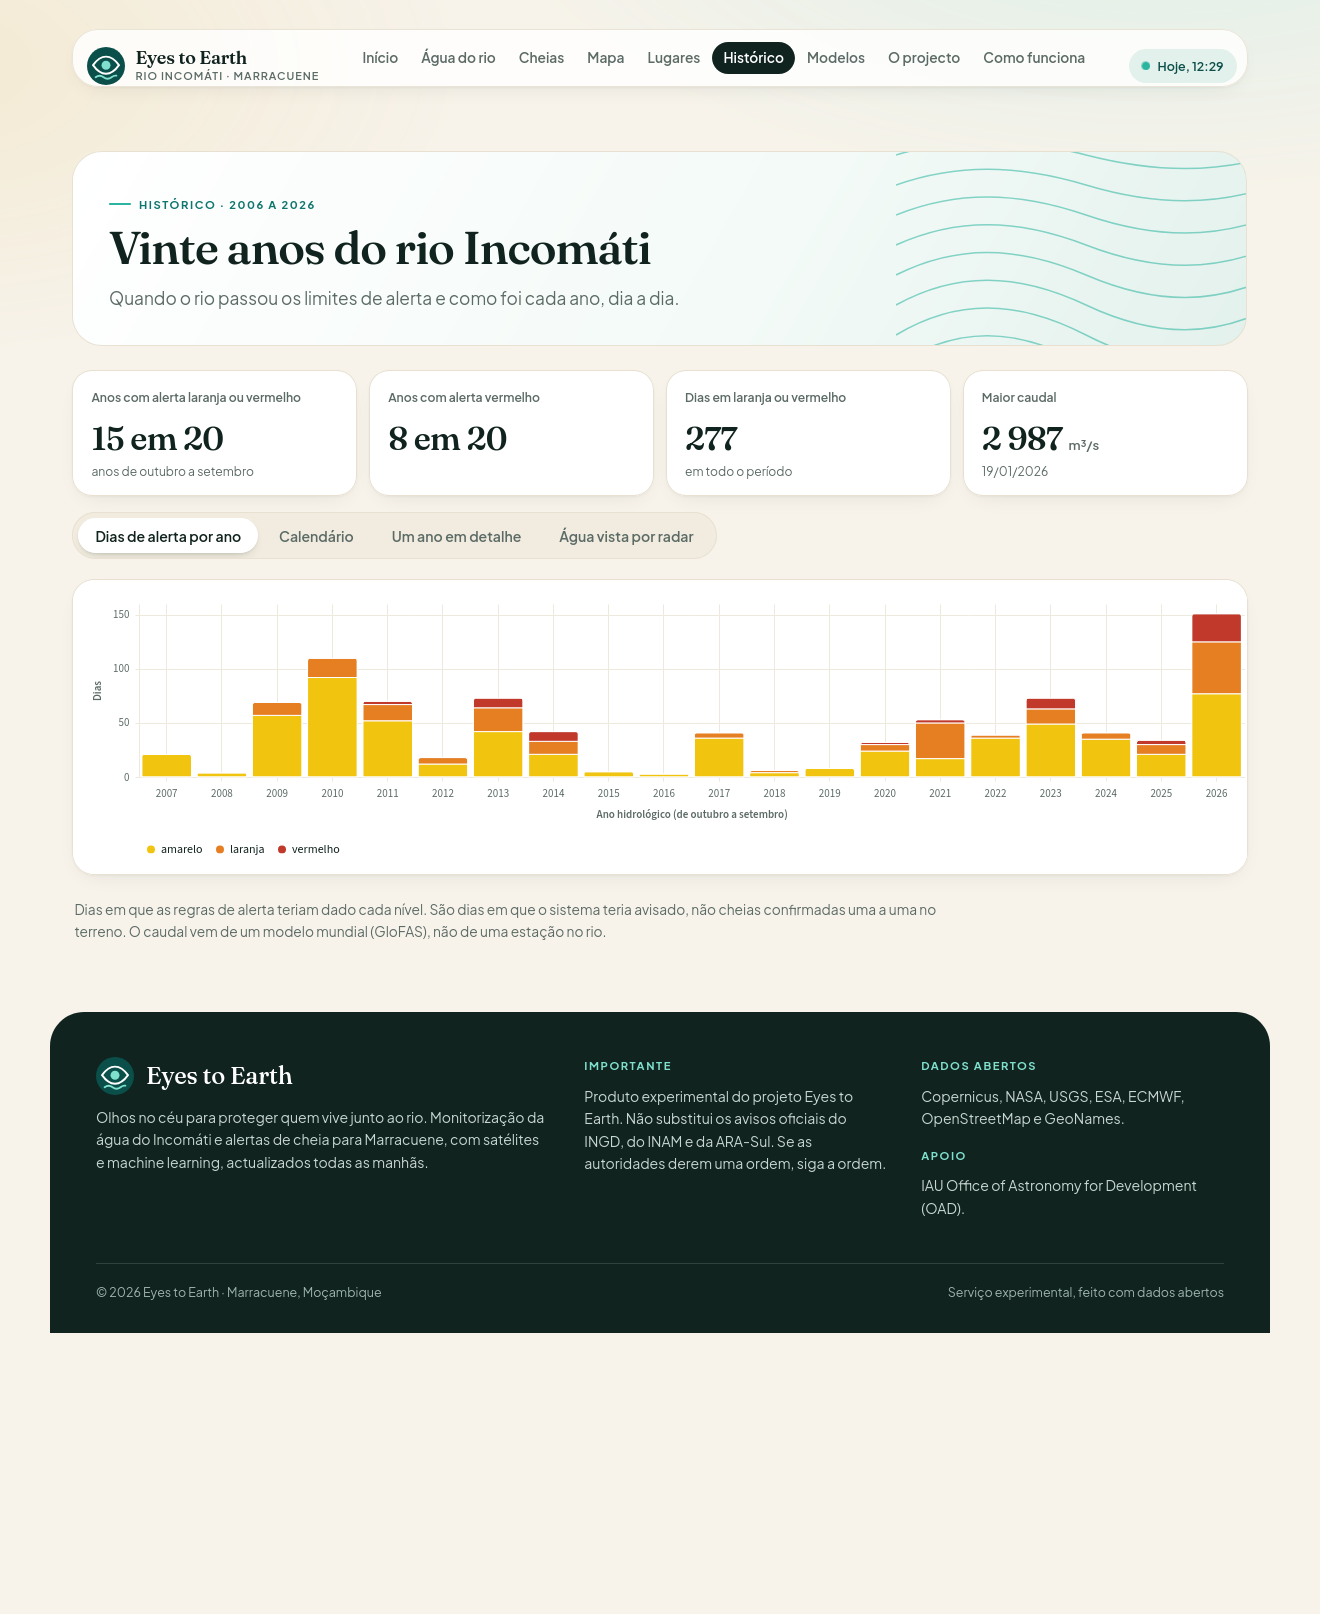 Eyes to Earth
RIO INCOMÁTI · MARRACUENE
Início
Água do rio
Cheias
Mapa
Lugares
Histórico
Modelos
O projecto
Como funciona
Hoje, 12:29
HISTÓRICO · 2006 A 2026
Vinte anos do rio Incomáti
Quando o rio passou os limites de alerta e como foi cada ano, dia a dia.
Anos com alerta laranja ou vermelho
15 em 20
anos de outubro a setembro
Anos com alerta vermelho
8 em 20
Dias em laranja ou vermelho
277
em todo o período
Maior caudal
2 987 m³/s
19/01/2026
Dias de alerta por ano
Calendário
Um ano em detalhe
Água vista por radar
150
100
50
0
Dias
2007 2008 2009 2010 2011 2012 2013 2014 2015 2016 2017 2018 2019 2020 2021 2022 2023 2024 2025 2026
Ano hidrológico (de outubro a setembro)
amarelo laranja vermelho
Dias em que as regras de alerta teriam dado cada nível. São dias em que o sistema teria avisado, não cheias confirmadas uma a uma no
terreno. O caudal vem de um modelo mundial (GloFAS), não de uma estação no rio.
Eyes to Earth
Olhos no céu para proteger quem vive junto ao rio. Monitorização da
água do Incomáti e alertas de cheia para Marracuene, com satélites
e machine learning, actualizados todas as manhãs.
IMPORTANTE
Produto experimental do projeto Eyes to
Earth. Não substitui os avisos oficiais do
INGD, do INAM e da ARA-Sul. Se as
autoridades derem uma ordem, siga a ordem.
DADOS ABERTOS
Copernicus, NASA, USGS, ESA, ECMWF,
OpenStreetMap e GeoNames.
APOIO
IAU Office of Astronomy for Development
(OAD).
© 2026 Eyes to Earth · Marracuene, Moçambique
Serviço experimental, feito com dados abertos